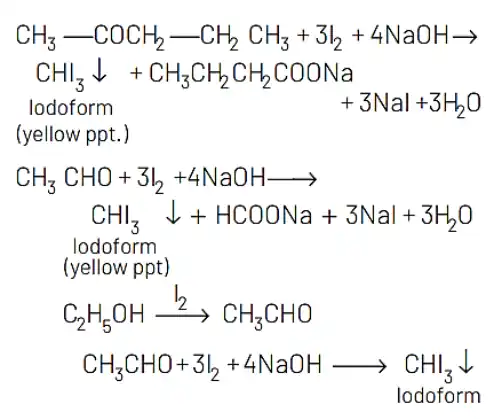 CH₃ —COCH₂—CH₂ CH₃ + 3I₂ + 4NaOH→
CHI₃↓ + CH₃CH₂CH₂COONa
+ 3NaI +3H₂O
Iodoform
(yellow ppt.)
CH₃ CHO + 3I₂ +4NaOH⟶
CHI₃ ↓ + HCOONa + 3NaI + 3H₂O
Iodoform
(yellow ppt)
I₂
C₂H₅OH ⟶ CH₃CHO
CH₃CHO+3I₂ +4NaOH ⟶ CHI₃↓
Iodoform